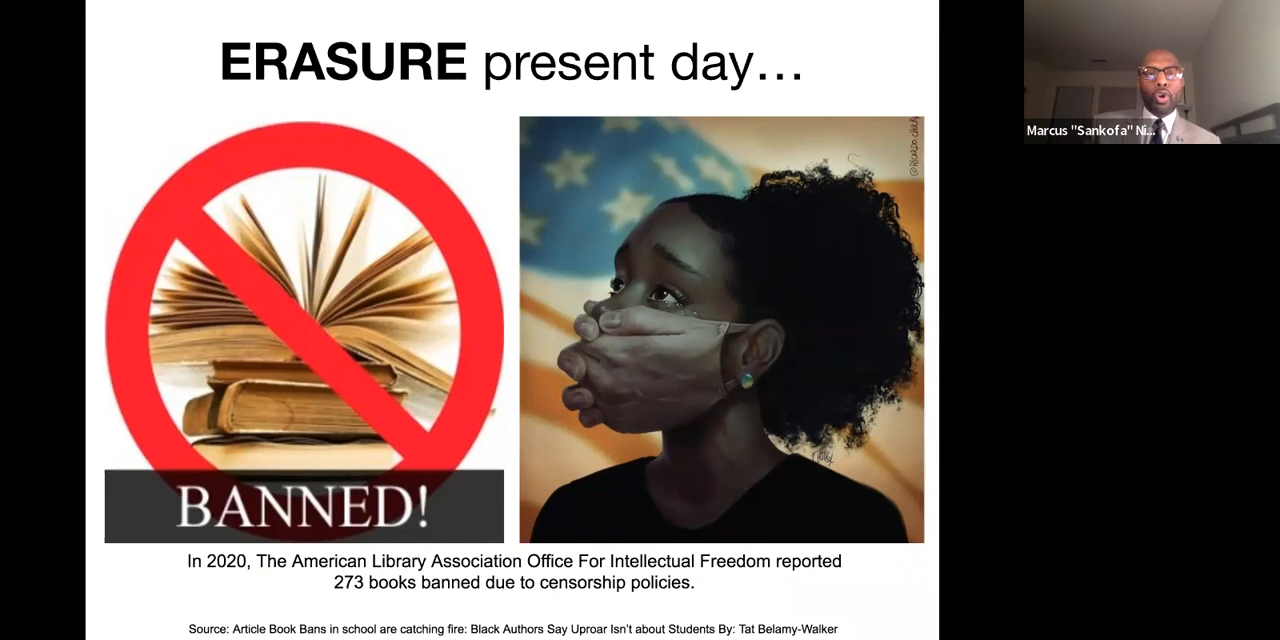 ERASURE present day…
BANNED!
@RICARDO
In 2020, The American Library Association Office For Intellectual Freedom reported
273 books banned due to censorship policies.
Source: Article Book Bans in school are catching fire: Black Authors Say Uproar Isn't about Students By: Tat Belamy-Walker
Marcus "Sankofa" Ni...